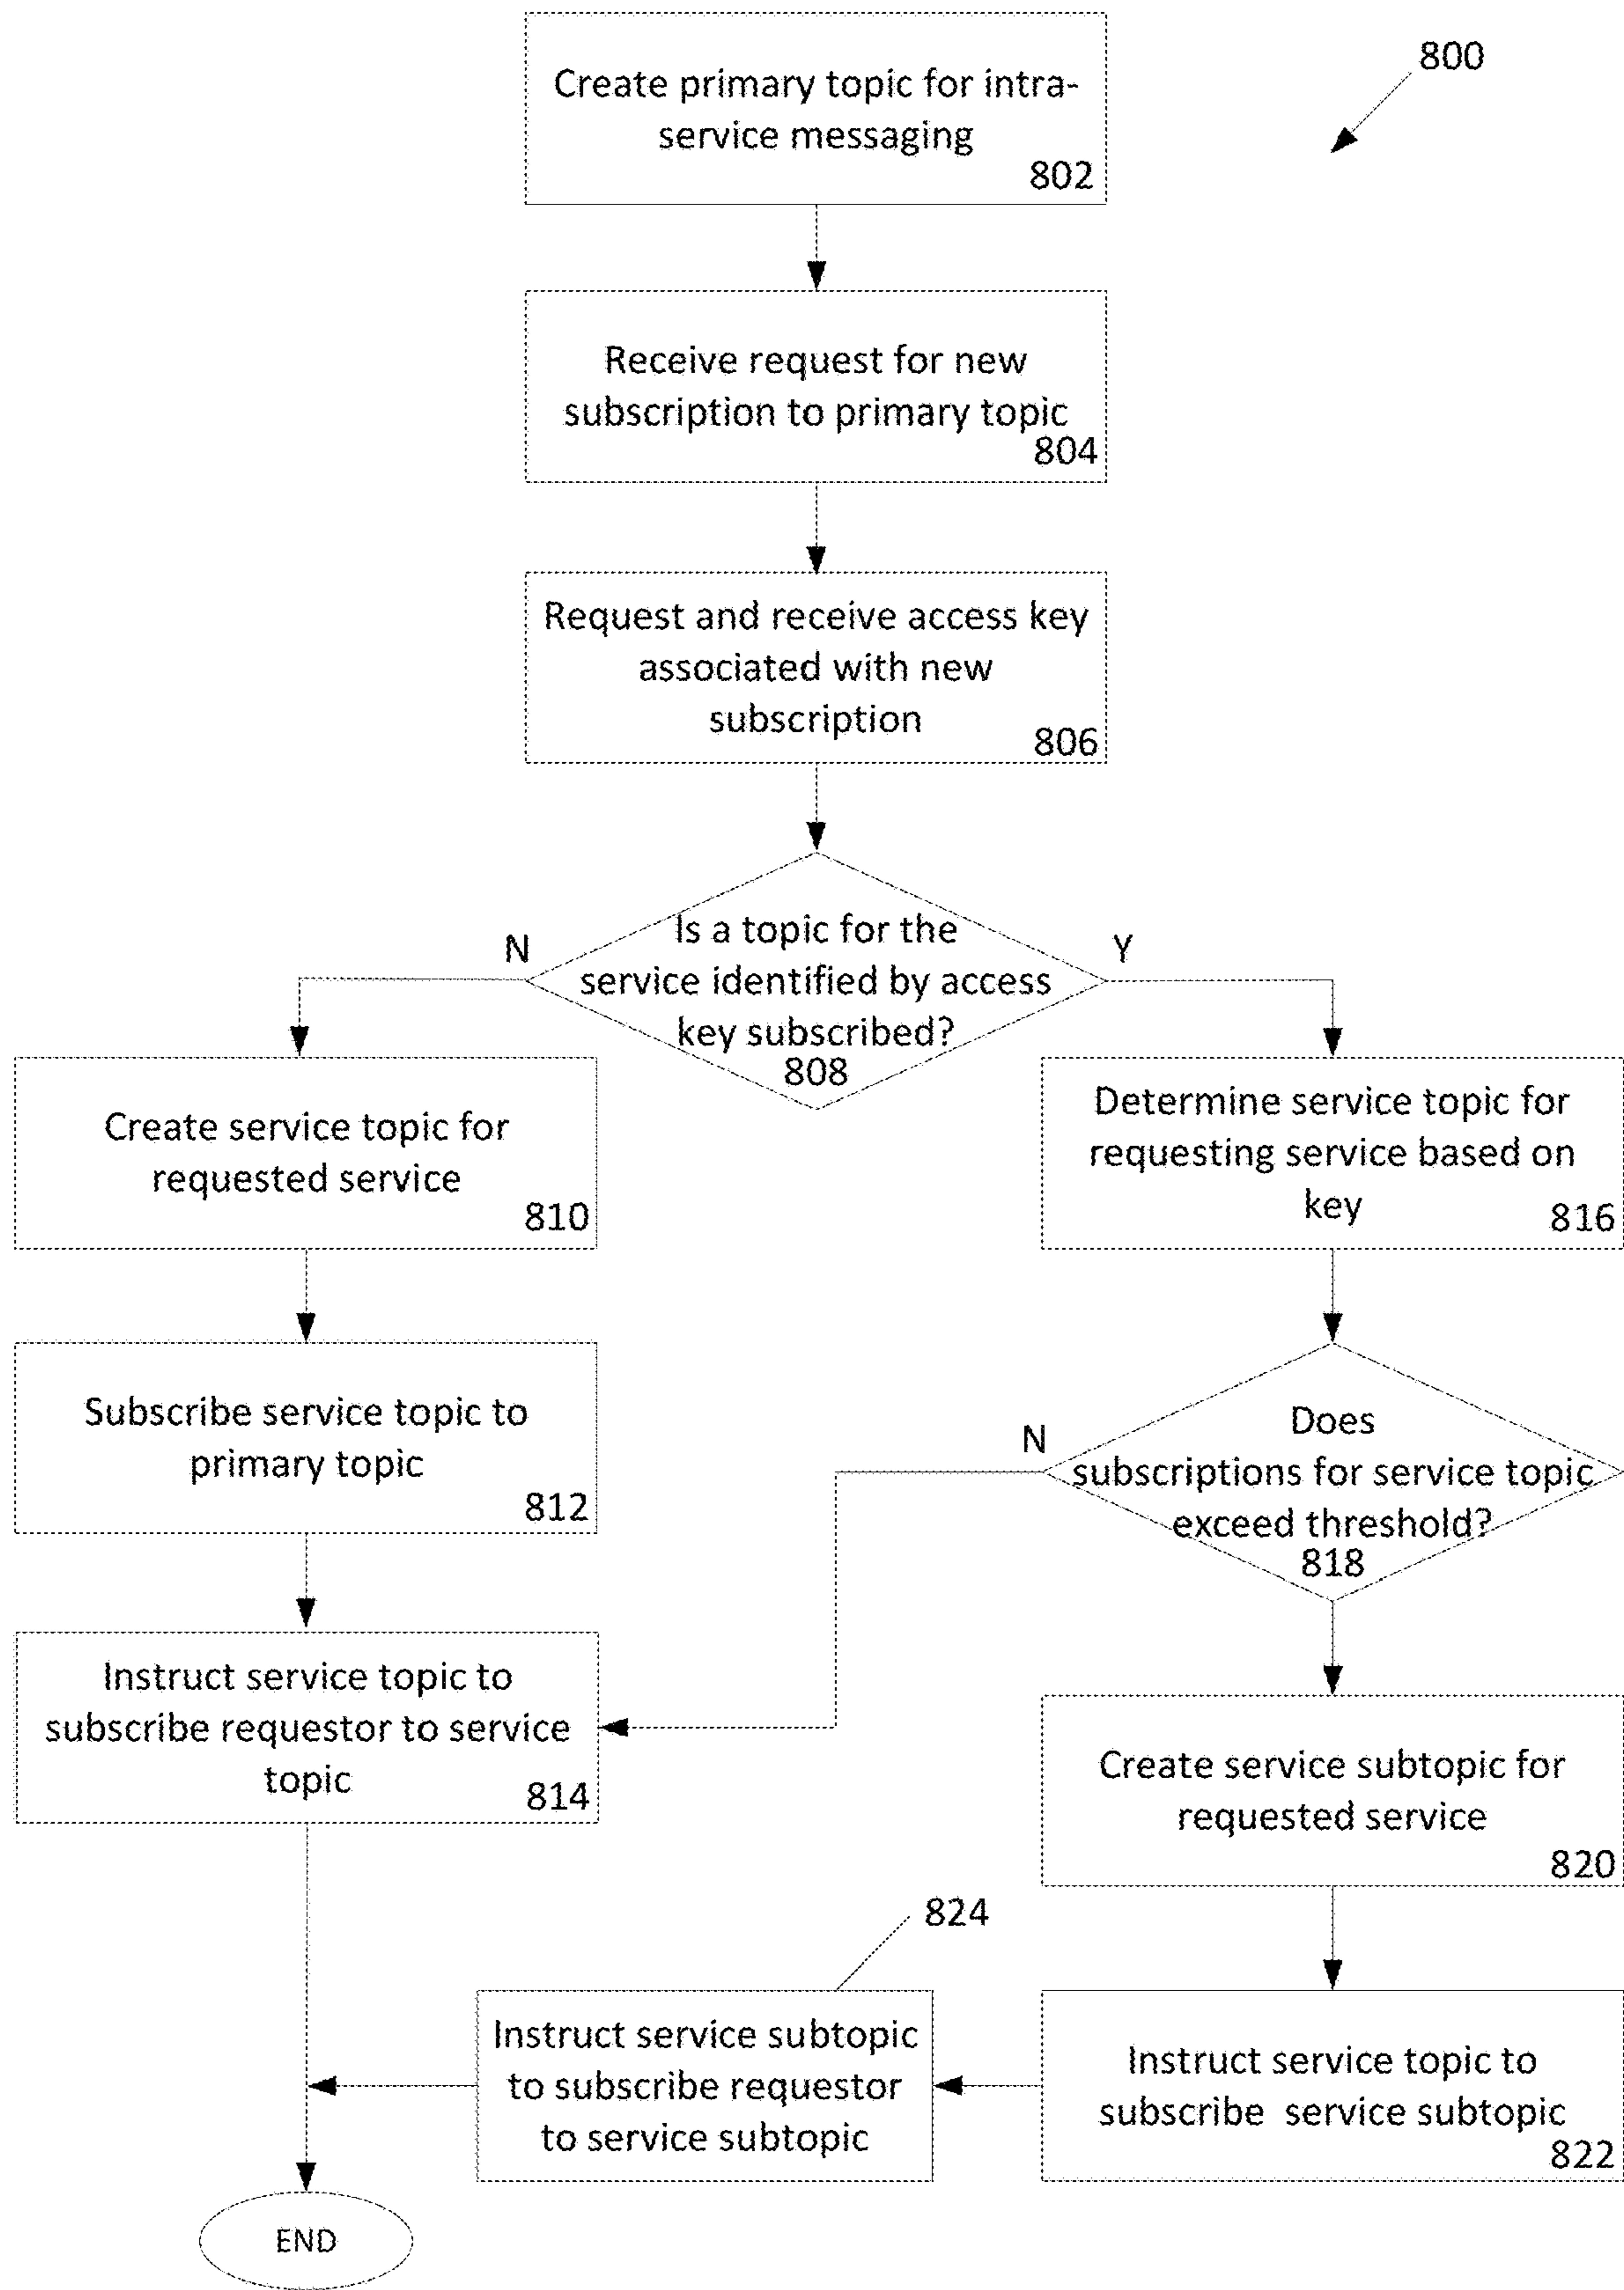 Create primary topic for intra-
service messaging
802
800
Receive request for new
subscription to primary topic
804
Request and receive access key
associated with new
subscription
806
Is a topic for the
service identified by access
key subscribed?
808
N
Y
Create service topic for
requested service
810
Determine service topic for
requesting service based on
key
816
Subscribe service topic to
primary topic
812
Does
subscriptions for service topic
exceed threshold?
818
N
Instruct service topic to
subscribe requestor to service
topic
814
Create service subtopic for
requested service
820
824
Instruct service subtopic
to subscribe requestor
to service subtopic
Instruct service topic to
subscribe service subtopic
822
END